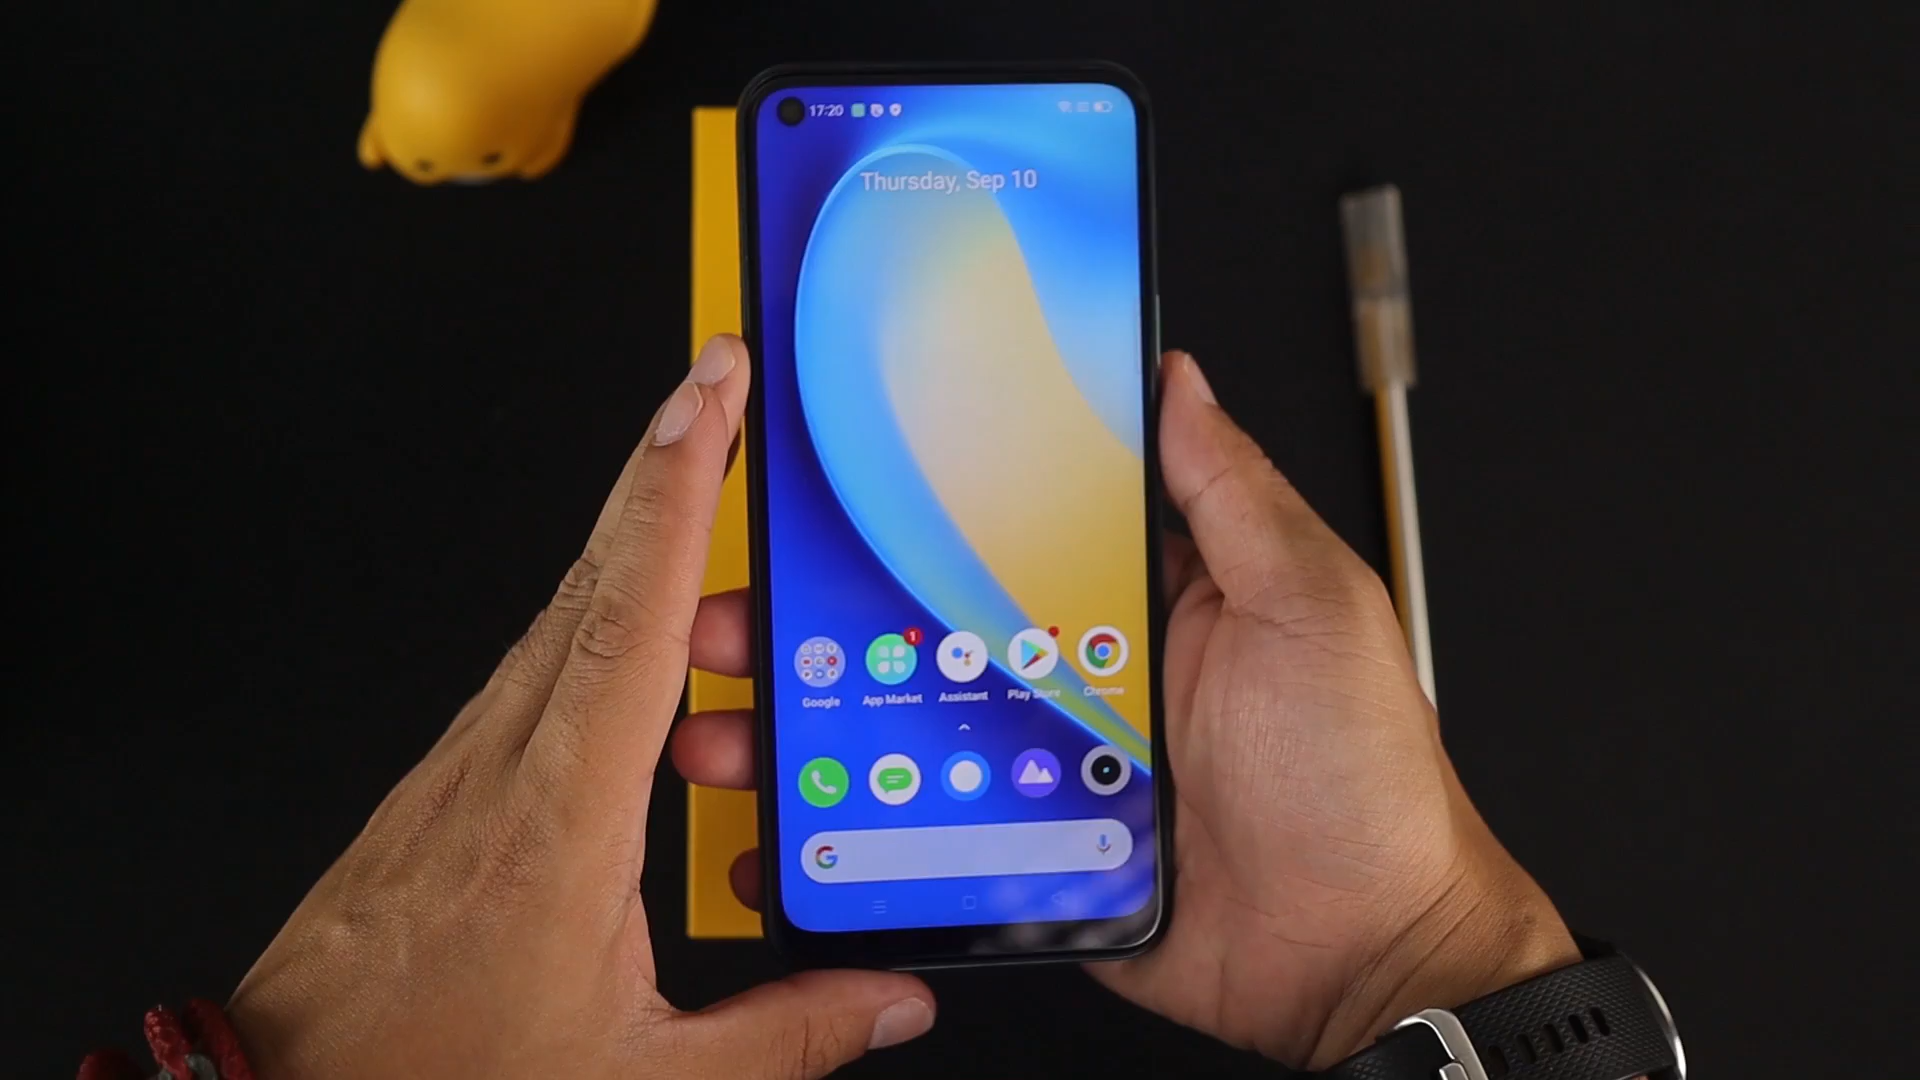 17:20
Thursday, Sep 10
Google
App Market
1
Assistant
Play Store
Chrome
G